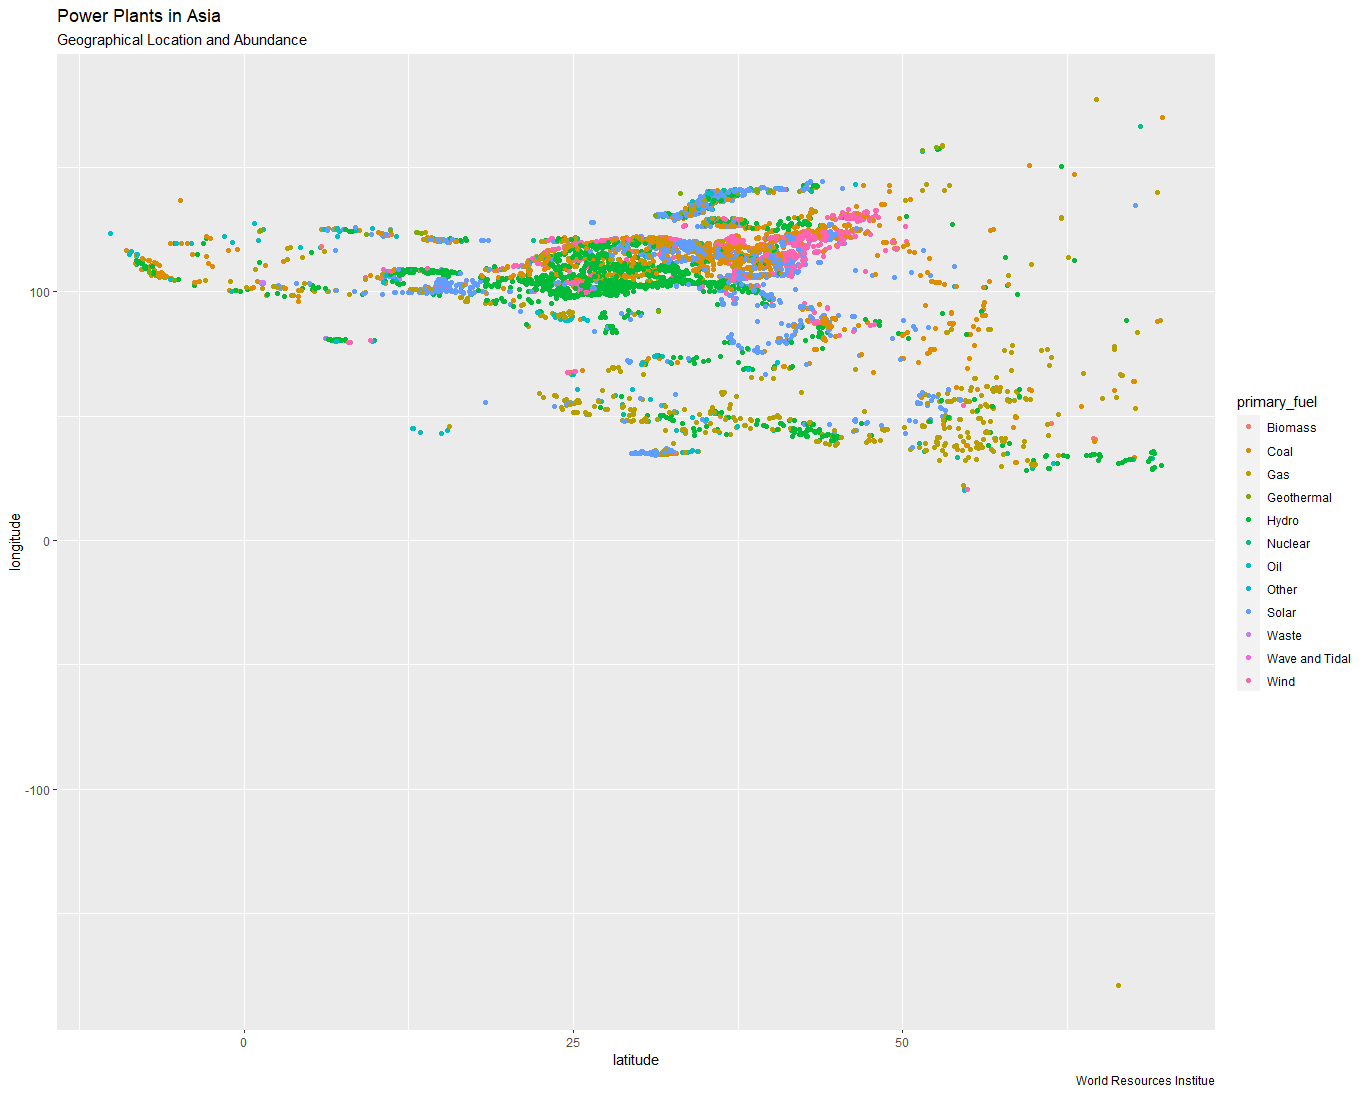 Power Plants in Asia
Geographical Location and Abundance
longitude
100
0
-100
0
25
50
latitude
primary_fuel
Biomass
Coal
Gas
Geothermal
Hydro
Nuclear
Oil
Other
Solar
Waste
Wave and Tidal
Wind
World Resources Institue